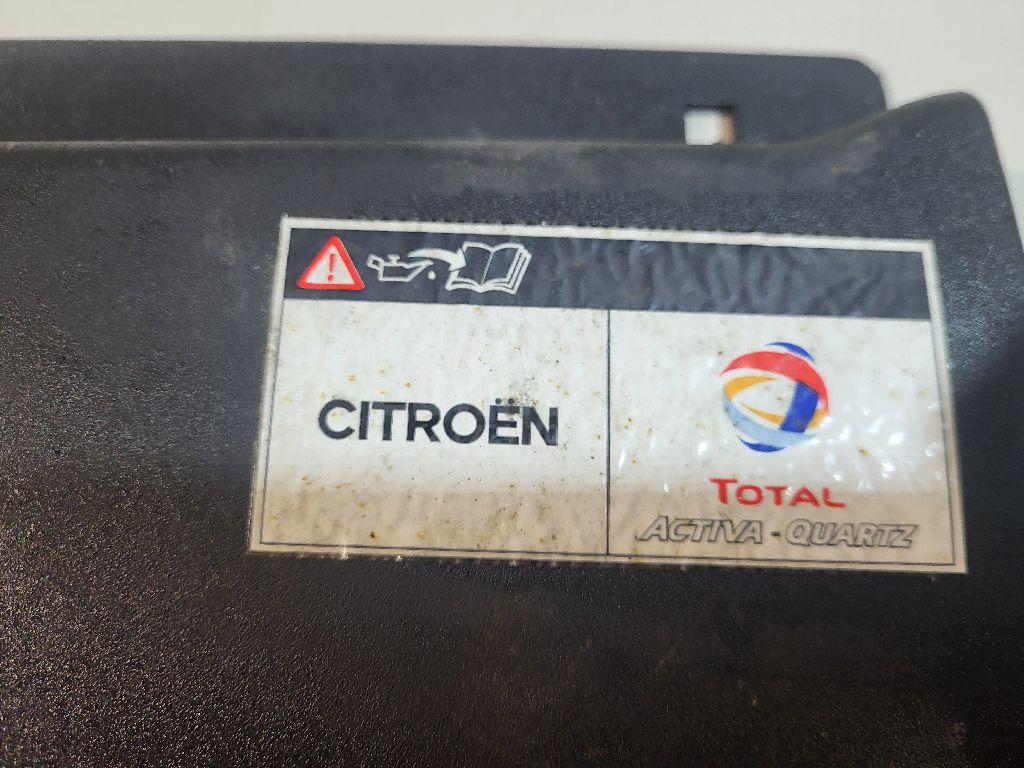 CITROËN
TOTAL
ACTIVA - QUARTZ